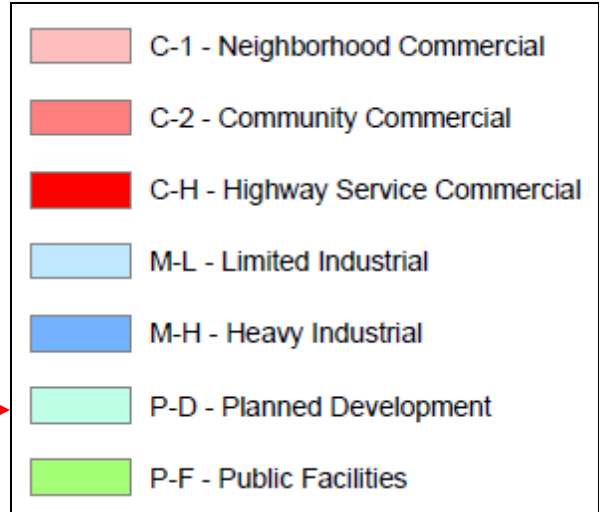 C-1 - Neighborhood Commercial
C-2 - Community Commercial
C-H - Highway Service Commercial
M-L - Limited Industrial
M-H - Heavy Industrial
P-D - Planned Development
P-F - Public Facilities